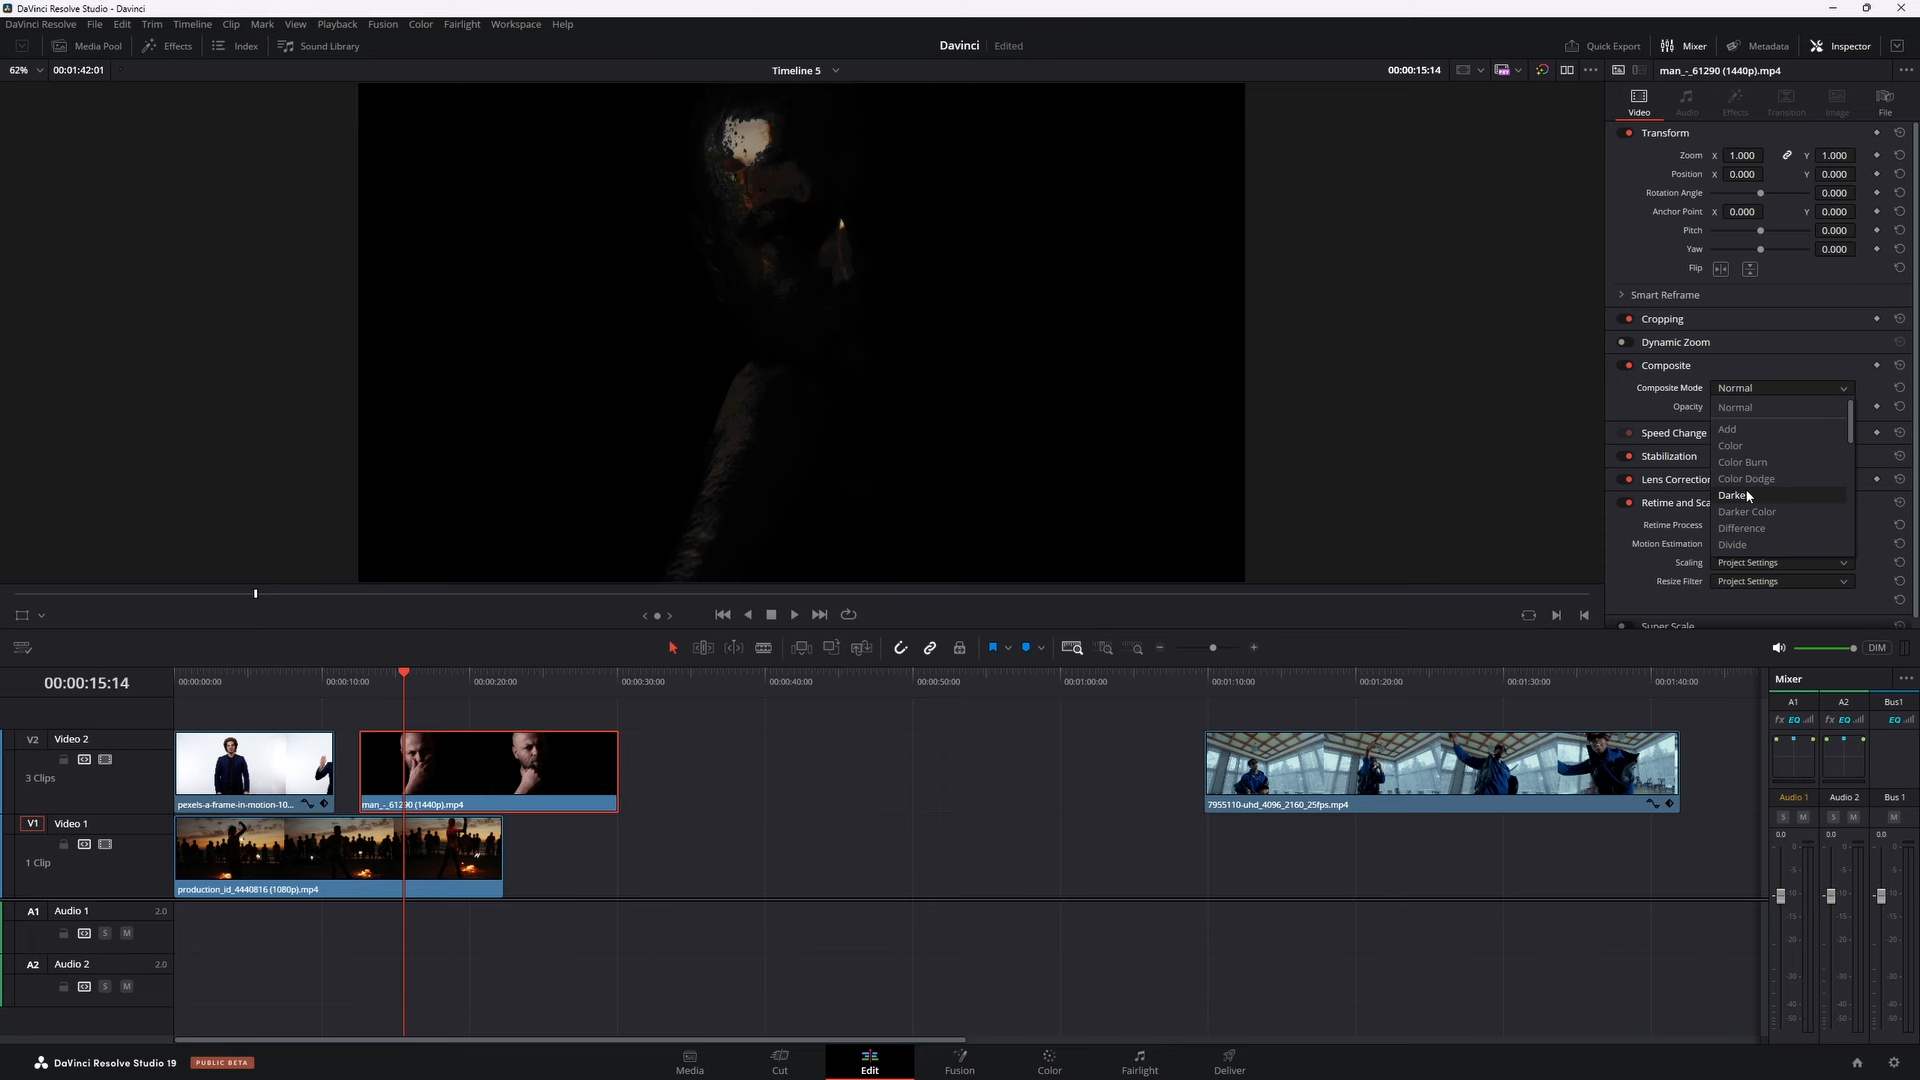 DaVinci Resolve Studio - Davinci
DaVinci Resolve File Edit Trim Timeline Clip Mark View Playback Fusion Color Fairlight Workspace Help
Media Pool Effects Index Sound Library Davinci Edited Quick Export Mixer Metadata Inspector
62% 00:01:42:01 Timeline 5 00:00:15:14 man_-_61290 (1440p).mp4
Video Audio Effects Transition Image File
Transform
Zoom X 1.000 Y 1.000
Position X 0.000 Y 0.000
Rotation Angle 0.000
Anchor Point X 0.000 Y 0.000
Pitch 0.000
Yaw 0.000
Flip
Smart Reframe
Cropping
Dynamic Zoom
Composite
Composite Mode Normal
Opacity Normal
Add
Speed Change
Color
Stabilization
Color Burn
Lens Correction
Color Dodge
Darke
Retime and Sca
Darker Color
Retime Process
Difference
Motion Estimation
Divide
Scaling Project Settings
Resize Filter Project Settings
Super Scale
DIM
00:00:15:14
00:00:00:00 00:00:10:00 00:00:20:00 00:00:30:00 00:00:40:00 00:00:50:00 00:01:00:00 00:01:10:00 00:01:20:00 00:01:30:00 00:01:40:00
Mixer
A1 A2 Bus1
fx EQ fx EQ EQ
V2 Video 2
3 Clips
pexels-a-frame-in-motion-10... man_-_61290 (1440p).mp4 7955110-uhd_4096_2160_25fps.mp4
Audio 1 Audio 2 Bus 1
S M S M M
V1 Video 1
1 Clip
production_id_4440816 (1080p).mp4
0.0 0.0 0.0
A1 Audio 1 2.0
S M
A2 Audio 2 2.0
S M
DaVinci Resolve Studio 19 PUBLIC BETA
Media Cut Edit Fusion Color Fairlight Deliver